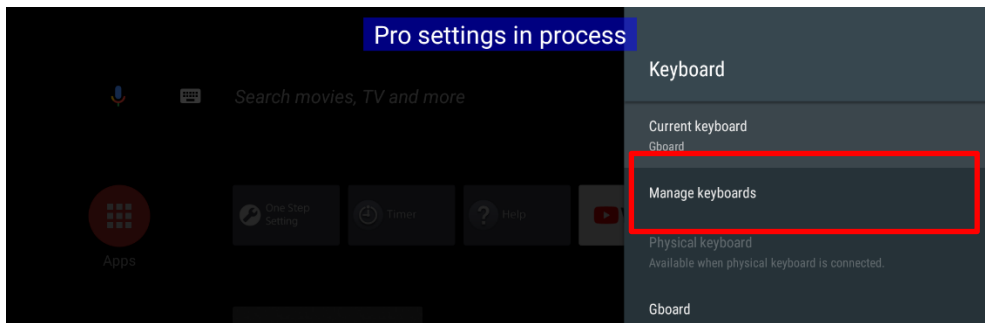 Pro settings in process
Search movies, TV and more
One Step
Setting
Timer
Help
Apps
Keyboard
Current keyboard
Gboard
Manage keyboards
Physical keyboard
Available when physical keyboard is connected.
Gboard